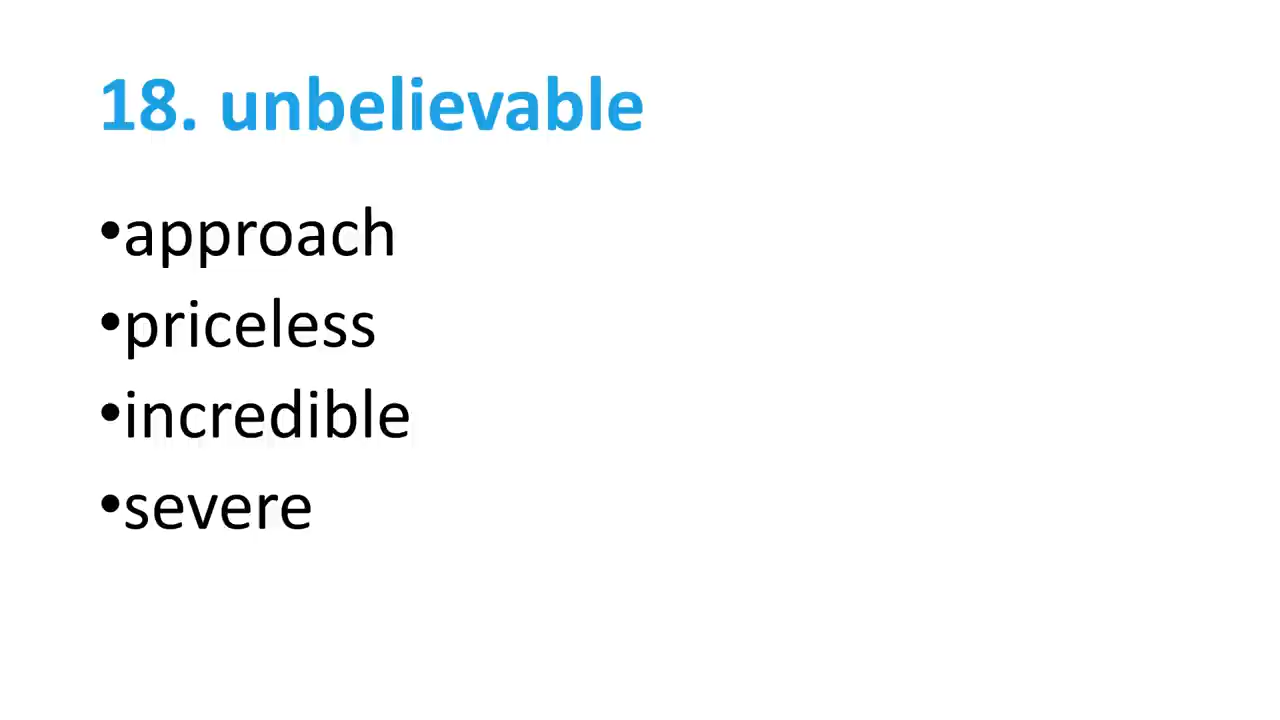 18. unbelievable
•approach
•priceless
•incredible
•severe